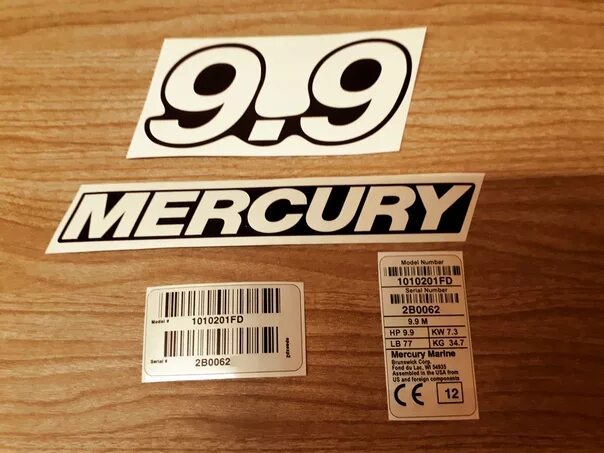 9.9
MERCURY
Model # 1010201FD
Serial # 2B0062
Model Number
1010201FD
Serial Number
2B0062
9.9 M
HP 9.9 KW 7.3
LB 77 KG 34.7
Mercury Marine
Brunswick Corp.
Fond du Lac, WI 54935
Assembled in the USA from
US and foreign components
CE 12